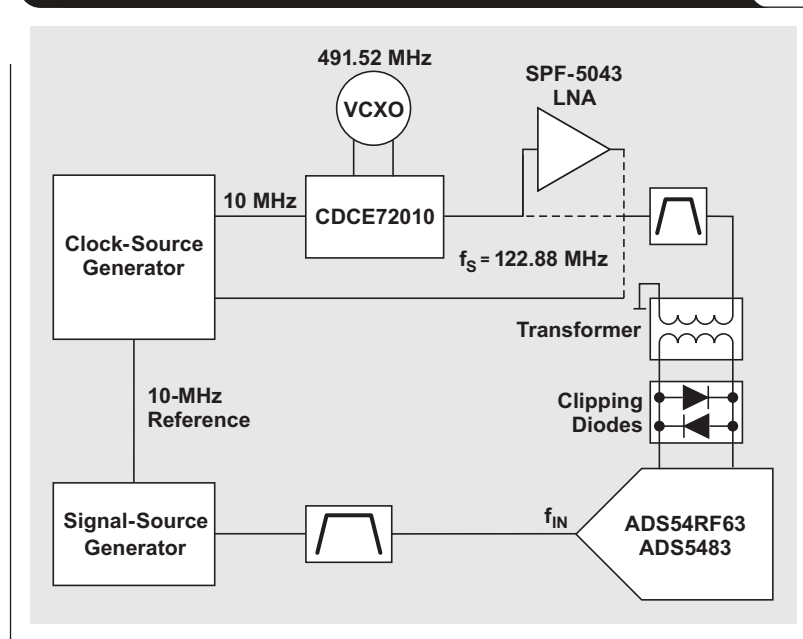 491.52 MHz
VCXO
SPF-5043
LNA
10 MHz
CDCE72010
Clock-Source
Generator
fS = 122.88 MHz
Transformer
10-MHz
Reference
Clipping
Diodes
Signal-Source
Generator
fIN
ADS54RF63
ADS5483